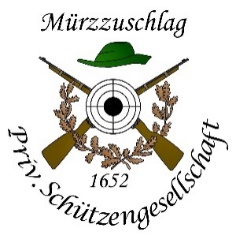 Mürzzuschlag
1652
Priv. Schützengesellschaft